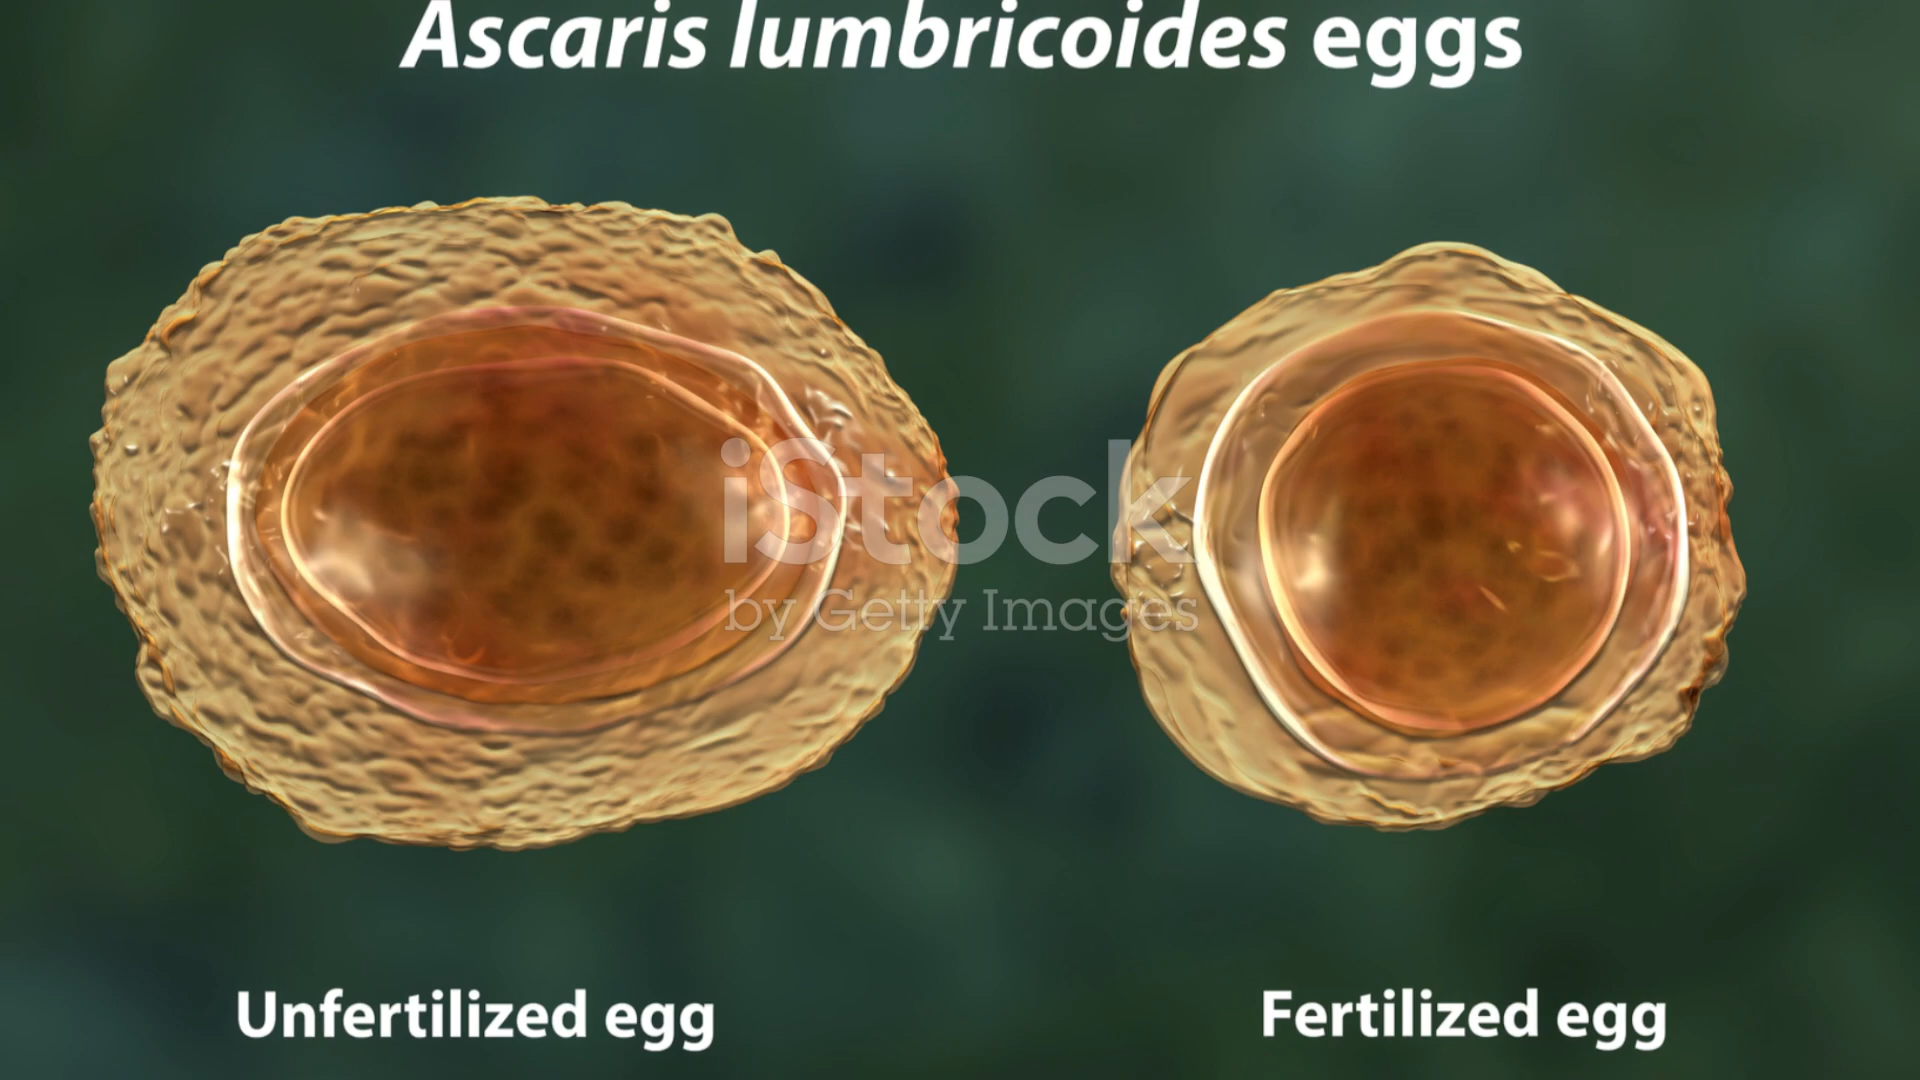 Ascaris lumbricoides eggs
iStock
by Getty Images
Unfertilized egg
Fertilized egg